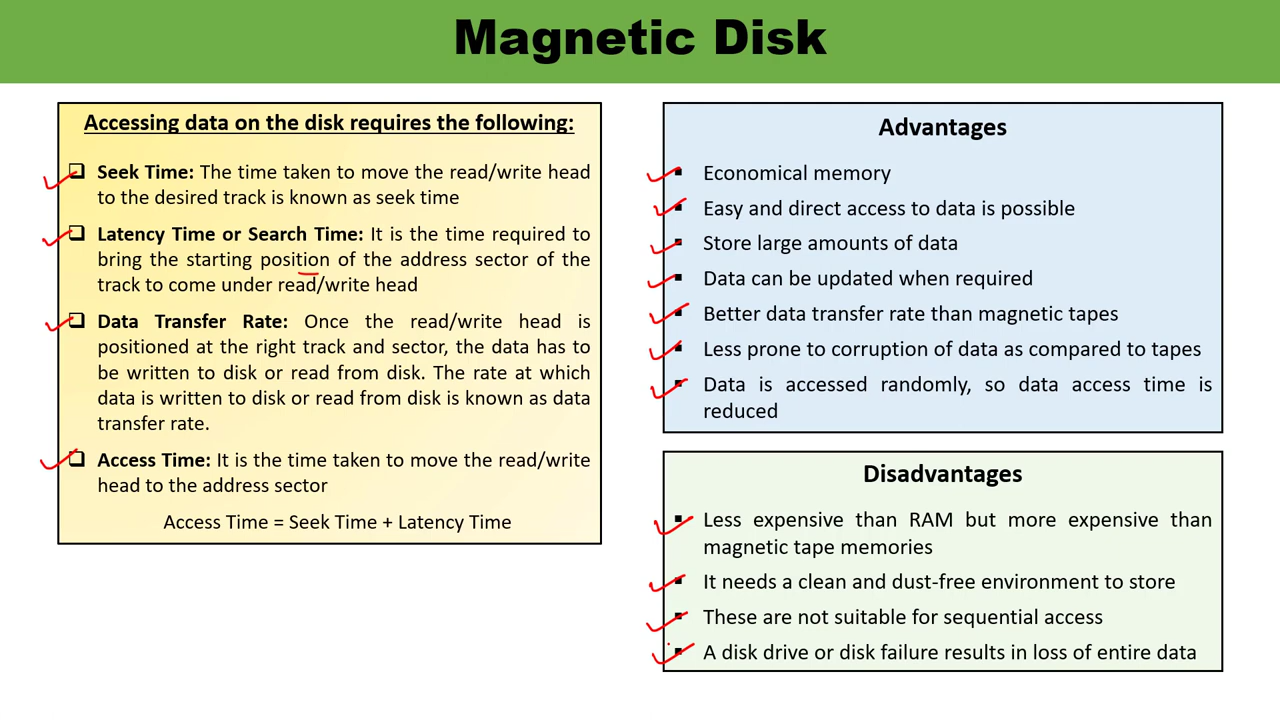 Magnetic Disk
Accessing data on the disk requires the following:
Seek Time: The time taken to move the read/write head
to the desired track is known as seek time
Latency Time or Search Time: It is the time required to
bring the starting position of the address sector of the
track to come under read/write head
Data Transfer Rate: Once the read/write head is
positioned at the right track and sector, the data has to
be written to disk or read from disk. The rate at which
data is written to disk or read from disk is known as data
transfer rate.
Access Time: It is the time taken to move the read/write
head to the address sector
Access Time = Seek Time + Latency Time
Advantages
Economical memory
Easy and direct access to data is possible
Store large amounts of data
Data can be updated when required
Better data transfer rate than magnetic tapes
Less prone to corruption of data as compared to tapes
Data is accessed randomly, so data access time is
reduced
Disadvantages
Less expensive than RAM but more expensive than
magnetic tape memories
It needs a clean and dust-free environment to store
These are not suitable for sequential access
A disk drive or disk failure results in loss of entire data